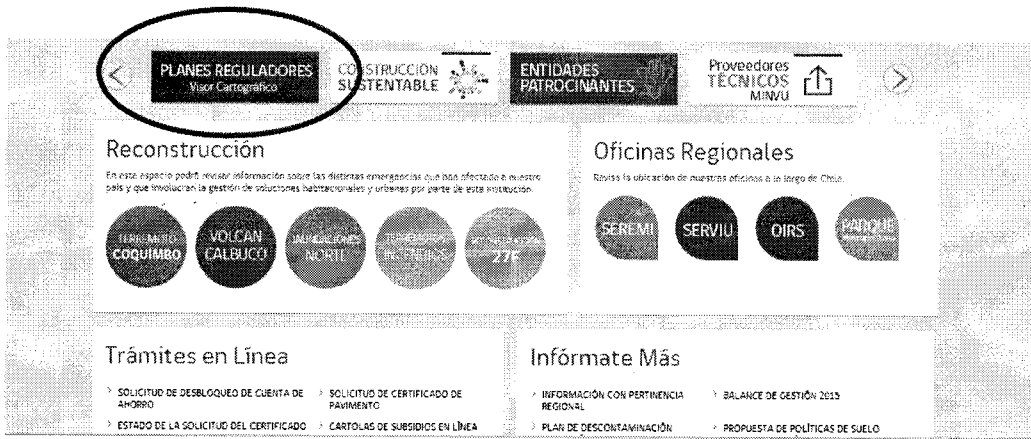 PLANES REGULADORES
Visor Cartográfico
CONSTRUCCIÓN
SUSTENTABLE
ENTIDADES
PATROCINANTES
Proveedores
TÉCNICOS
MINVU
Reconstrucción
En este espacio podrá revisar información sobre las distintas emergencias que han afectado a nuestro
país y que involucran la gestión de soluciones habitacionales y urbanas por parte de esta institución.
TERREMOTO
COQUIMBO
VOLCAN
CALBUCO
INUNDACIONES
NORTE
INCENDIOS
27F
Oficinas Regionales
Revisa la ubicación de nuestras oficinas a lo largo de Chile.
SEREMI
SERVIU
OIRS
PARQUE
Trámites en Línea
> SOLICITUD DE DESBLOQUEO DE CUENTA DE
AHORRO
> SOLICITUD DE CERTIFICADO DE
PAVIMENTO
> ESTADO DE LA SOLICITUD DEL CERTIFICADO
> CARTOLAS DE SUBSIDIOS EN LÍNEA
Infórmate Más
> INFORMACIÓN CON PERTINENCIA
REGIONAL
> BALANCE DE GESTIÓN 2015
> PLAN DE DESCONTAMINACIÓN
> PROPUESTA DE POLÍTICAS DE SUELO